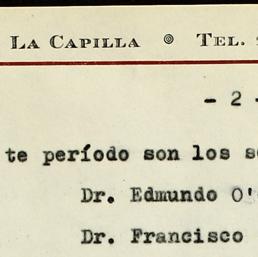 LA CAPILLA ⌾ TEL.
- 2 -
te período son los
Dr. Edmundo O'
Dr. Francisco